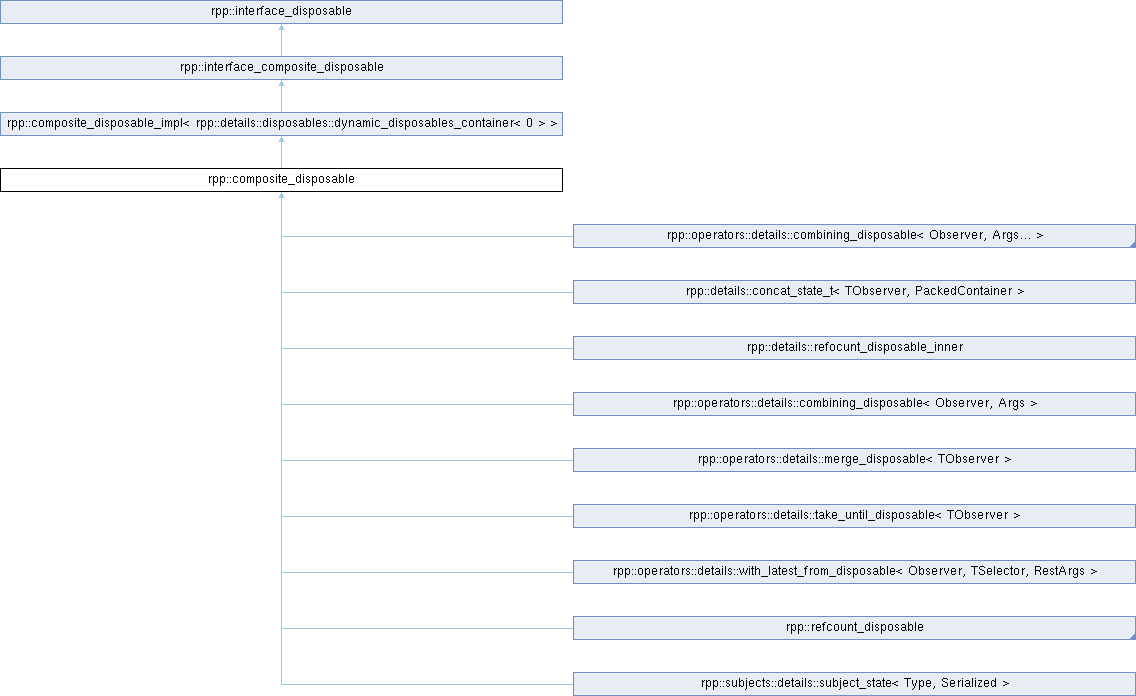 rpp::interface_disposable
rpp::interface_composite_disposable
rpp::composite_disposable_impl< rpp::details::disposables::dynamic_disposables_container< 0 > >
rpp::composite_disposable
rpp::operators::details::combining_disposable< Observer, Args... >
rpp::details::concat_state_t< TObserver, PackedContainer >
rpp::details::refocunt_disposable_inner
rpp::operators::details::combining_disposable< Observer, Args >
rpp::operators::details::merge_disposable< TObserver >
rpp::operators::details::take_until_disposable< TObserver >
rpp::operators::details::with_latest_from_disposable< Observer, TSelector, RestArgs >
rpp::refcount_disposable
rpp::subjects::details::subject_state< Type, Serialized >